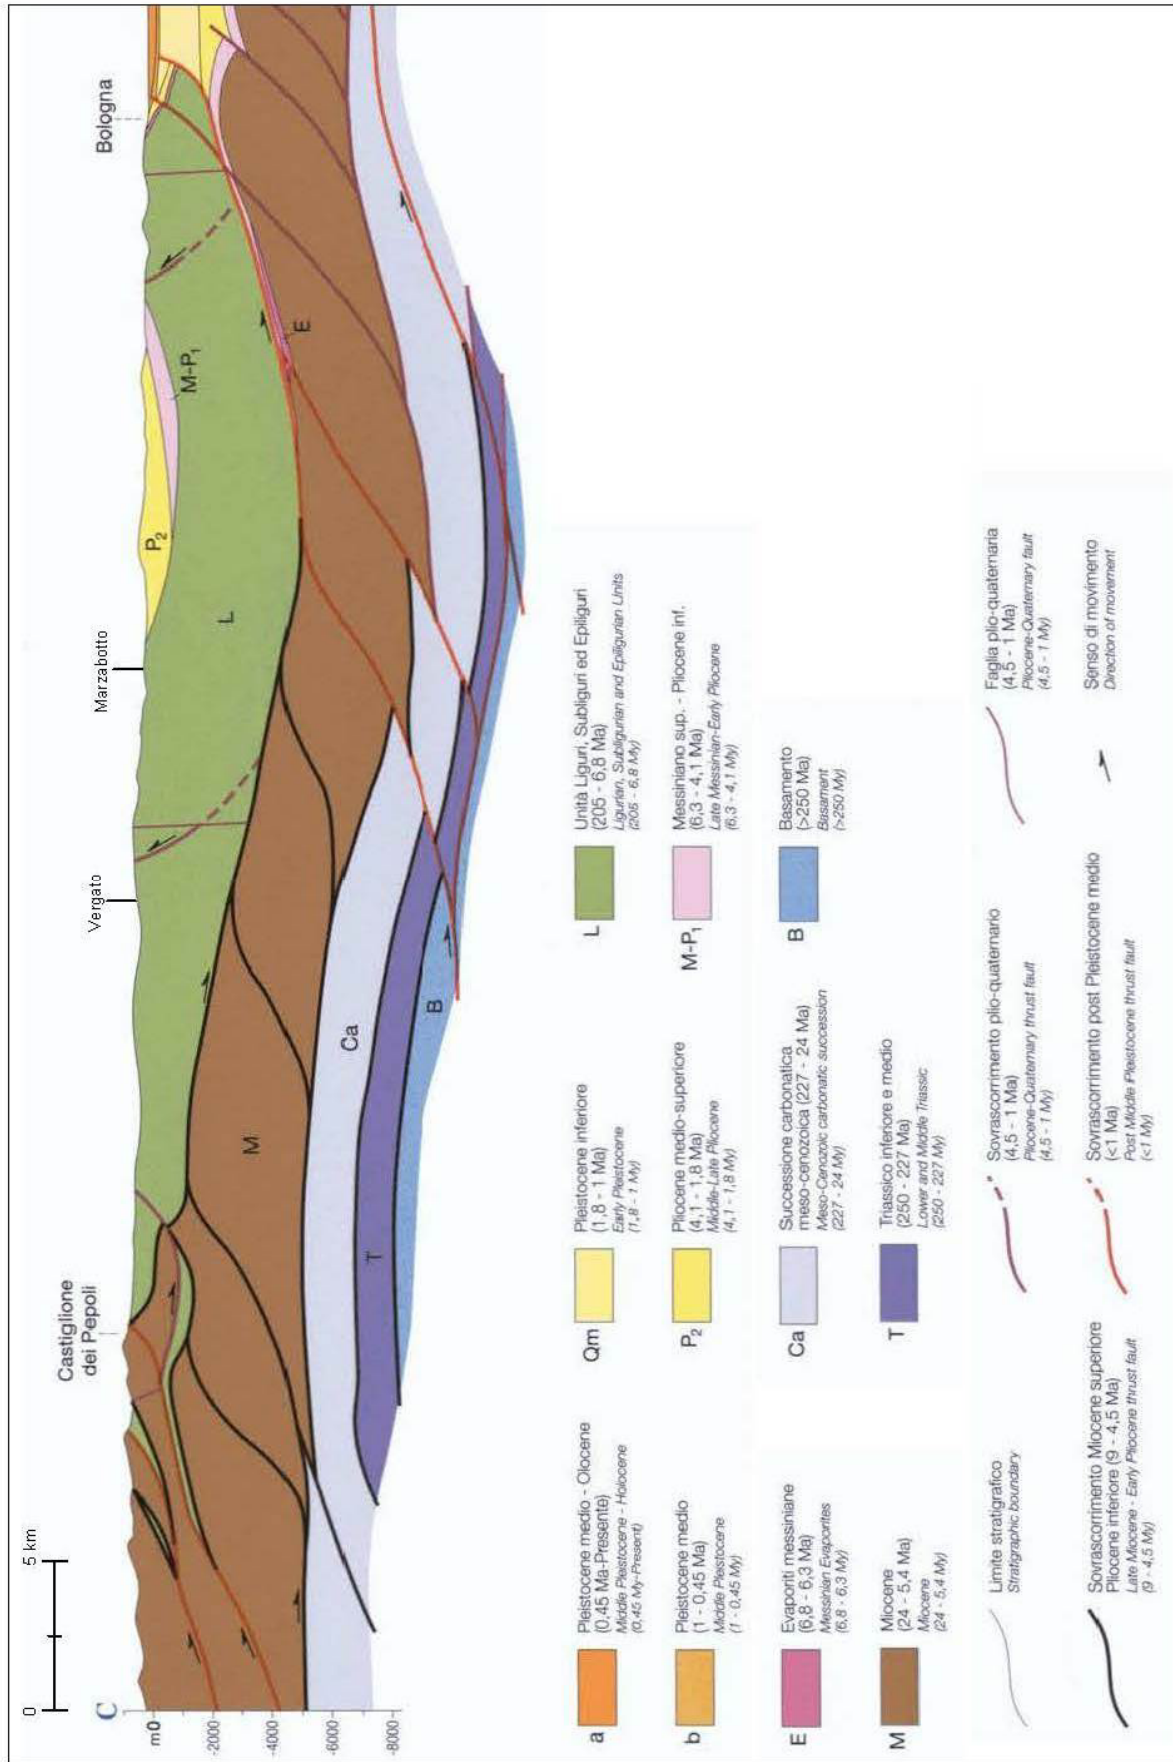 0
5 km
C
Castiglione
dei Pepoli
Vergato
Marzabotto
Bologna
m0
-2000
-4000
-6000
-8000
M
T
Ca
B
L
P2
M-P1
E
a
Pleistocene medio - Olocene
(0,45 Ma-Presente)
Middle Pleistocene - Holocene
(0,45 My-Present)
Qm
Pleistocene inferiore
(1,8 - 1 Ma)
Early Pleistocene
(1,8 - 1 My)
L
Unità Liguri, Subliguri ed Epiliguri
(205 - 6,8 Ma)
Ligurian, Subligurian and Epiligurian Units
(205 - 6,8 My)
b
Pleistocene medio
(1 - 0,45 Ma)
Middle Pleistocene
(1 - 0,45 My)
P2
Pliocene medio-superiore
(4,1 - 1,8 Ma)
Middle-Late Pliocene
(4,1 - 1,8 My)
M-P1
Messiniano sup. - Pliocene inf.
(6,3 - 4,1 Ma)
Late Messinian-Early Pliocene
(6,3 - 4,1 My)
E
Evaporiti messiniane
(6,8 - 6,3 Ma)
Messinian Evaporites
(6,8 - 6,3 My)
Ca
Successione carbonatica
meso-cenozoica (227 - 24 Ma)
Meso-Cenozoic carbonatic succession
(227 - 24 My)
B
Basamento
(>250 Ma)
Basament
(>250 My)
M
Miocene
(24 - 5,4 Ma)
Miocene
(24 - 5,4 My)
T
Triassico inferiore e medio
(250 - 227 Ma)
Lower and Middle Triassic
(250 - 227 My)
Limite stratigrafico
Stratigraphic boundary
Sovrascorrimento plio-quaternario
(4,5 - 1 Ma)
Pliocene-Quaternary thrust fault
(4,5 - 1 My)
Faglia plio-quaternaria
(4,5 - 1 Ma)
Pliocene-Quaternary fault
(4,5 - 1 My)
Sovrascorrimento Miocene superiore
Pliocene inferiore (9 - 4,5 Ma)
Late Miocene - Early Pliocene thrust fault
(9 - 4,5 My)
Sovrascorrimento post Pleistocene medio
(<1 Ma)
Post Middle Pleistocene thrust fault
(<1 My)
Senso di movimento
Direction of movement